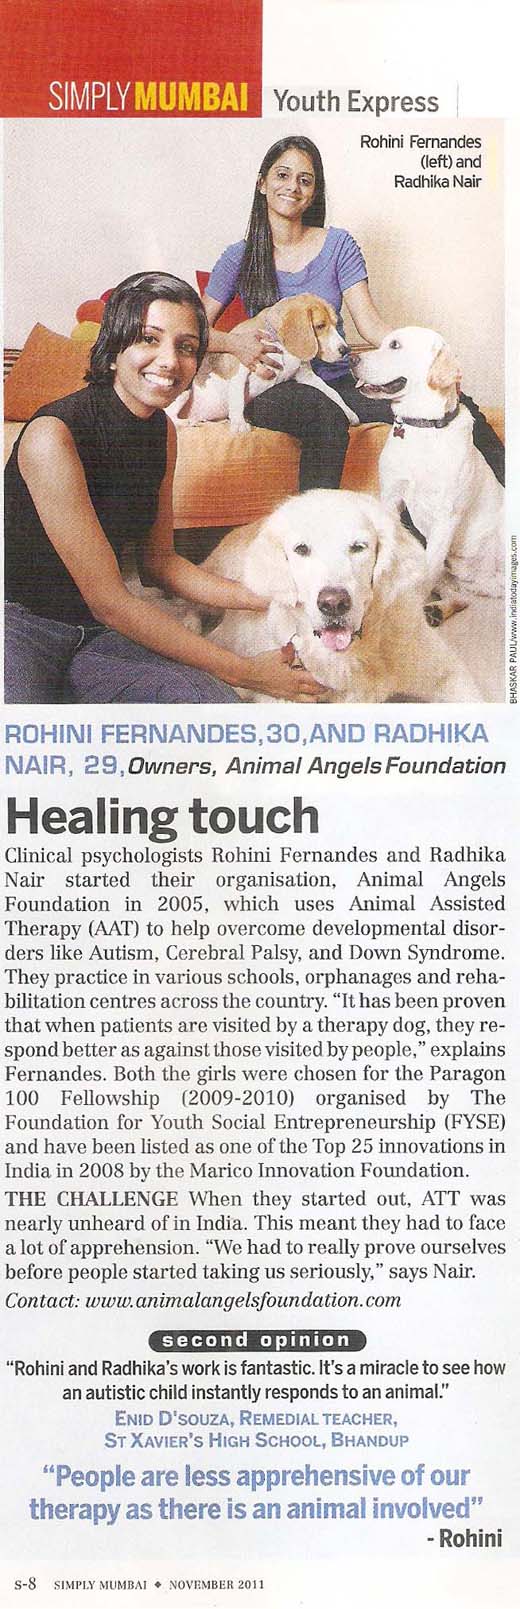 SIMPLY MUMBAI Youth Express
Rohini Fernandes
(left) and
Radhika Nair
BHASKAR PAUL/www.indiatodayimages.com
ROHINI FERNANDES,30,AND RADHIKA
NAIR, 29,Owners, Animal Angels Foundation
Healing touch
Clinical psychologists Rohini Fernandes and Radhika
Nair started their organisation, Animal Angels
Foundation in 2005, which uses Animal Assisted
Therapy (AAT) to help overcome developmental disor-
ders like Autism, Cerebral Palsy, and Down Syndrome.
They practice in various schools, orphanages and reha-
bilitation centres across the country. “It has been proven
that when patients are visited by a therapy dog, they re-
spond better as against those visited by people,” explains
Fernandes. Both the girls were chosen for the Paragon
100 Fellowship (2009-2010) organised by The
Foundation for Youth Social Entrepreneurship (FYSE)
and have been listed as one of the Top 25 innovations in
India in 2008 by the Marico Innovation Foundation.
THE CHALLENGE When they started out, ATT was
nearly unheard of in India. This meant they had to face
a lot of apprehension. “We had to really prove ourselves
before people started taking us seriously,” says Nair.
Contact: www.animalangelsfoundation.com
second opinion
“Rohini and Radhika's work is fantastic. It's a miracle to see how
an autistic child instantly responds to an animal.”
ENID D'SOUZA, REMEDIAL TEACHER,
ST XAVIER'S HIGH SCHOOL, BHANDUP
“People are less apprehensive of our
therapy as there is an animal involved”
- Rohini
S-8 SIMPLY MUMBAI ◆ NOVEMBER 2011